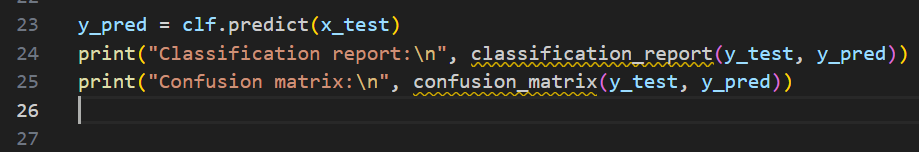 23 y_pred = clf.predict(x_test)
24 print("Classification report:\n", classification_report(y_test, y_pred))
25 print("Confusion matrix:\n", confusion_matrix(y_test, y_pred))
26
27